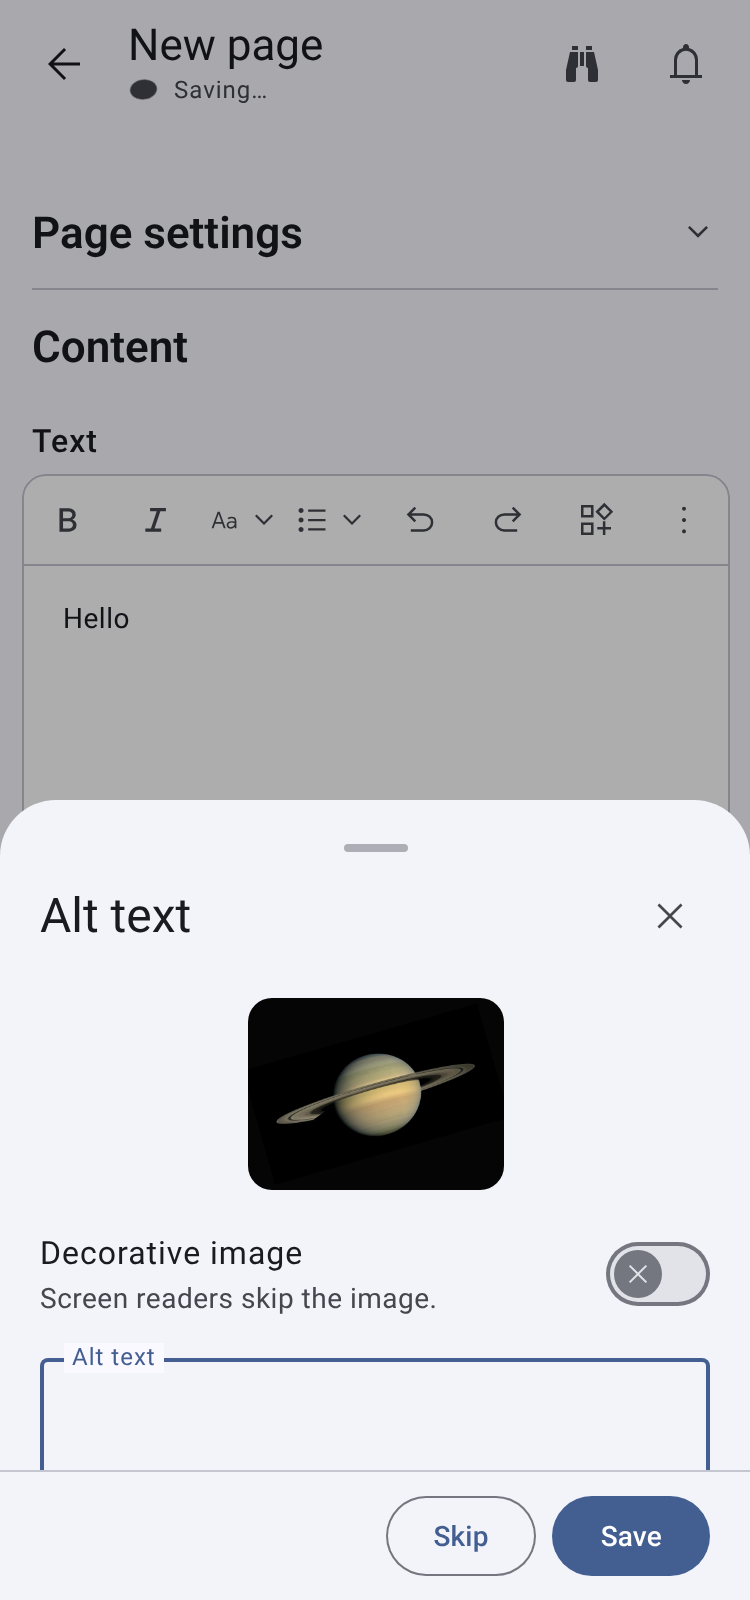 New page
Saving…
Page settings
Content
Text
B I Aa
Hello
Alt text
Decorative image
Screen readers skip the image.
Alt text
Skip
Save